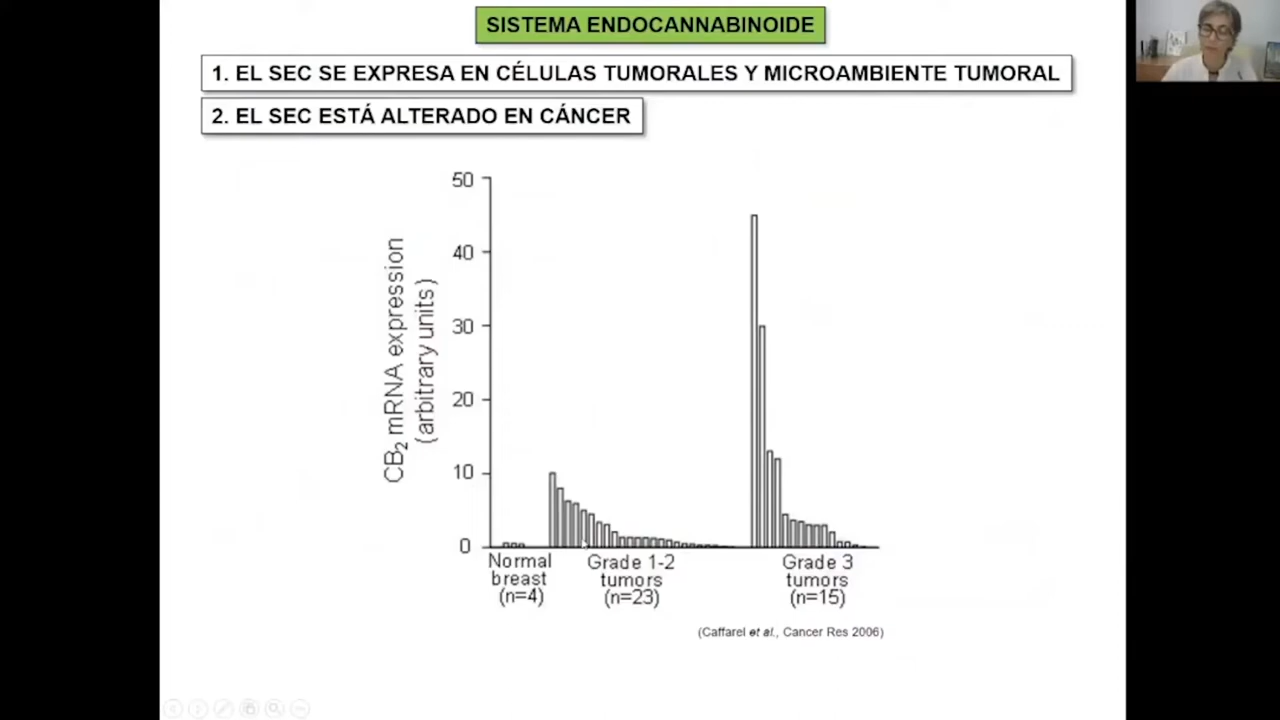 SISTEMA ENDOCANNABINOIDE
1. EL SEC SE EXPRESA EN CÉLULAS TUMORALES Y MICROAMBIENTE TUMORAL
2. EL SEC ESTÁ ALTERADO EN CÁNCER
50
40
30
20
10
0
CB2 mRNA expression
(arbitrary units)
Normal
breast
(n=4)
Grade 1-2
tumors
(n=23)
Grade 3
tumors
(n=15)
(Caffarel et al., Cancer Res 2006)